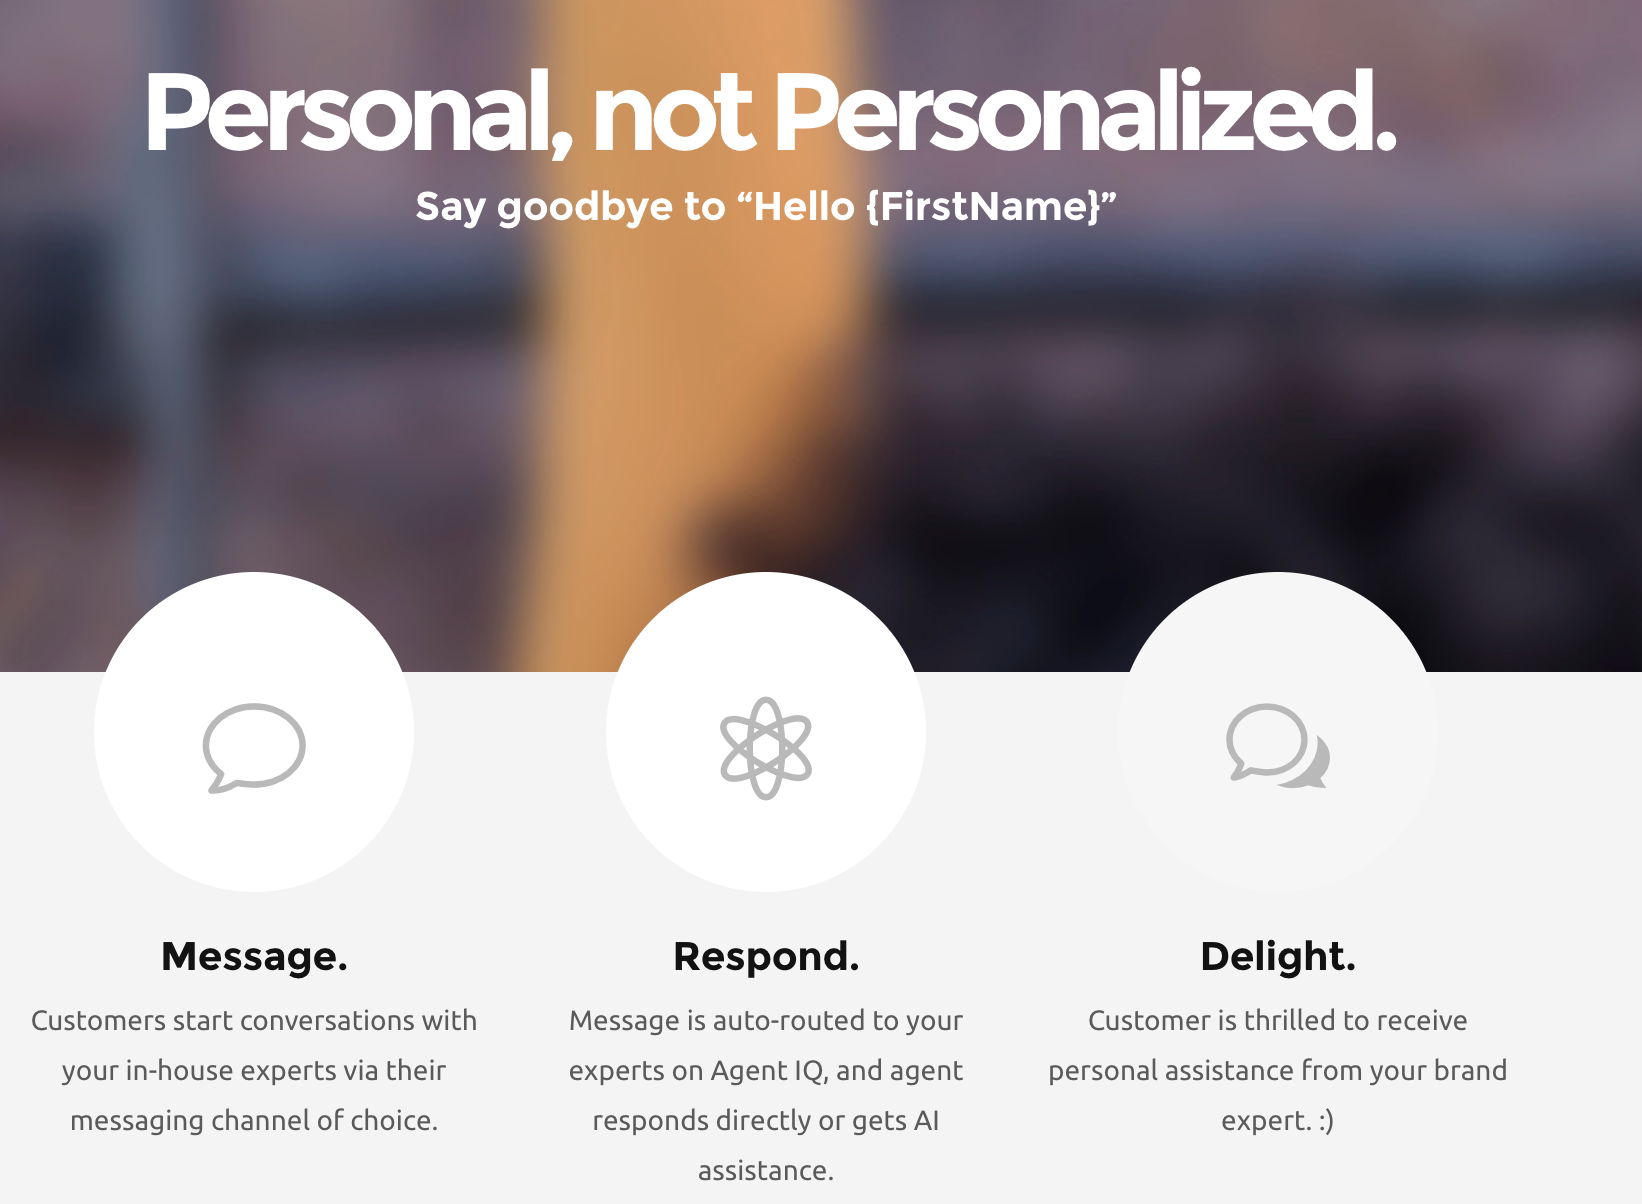 Personal, not Personalized.
Say goodbye to “Hello {FirstName}”
Message.
Customers start conversations with
your in-house experts via their
messaging channel of choice.
Respond.
Message is auto-routed to your
experts on Agent IQ, and agent
responds directly or gets AI
assistance.
Delight.
Customer is thrilled to receive
personal assistance from your brand
expert. :)